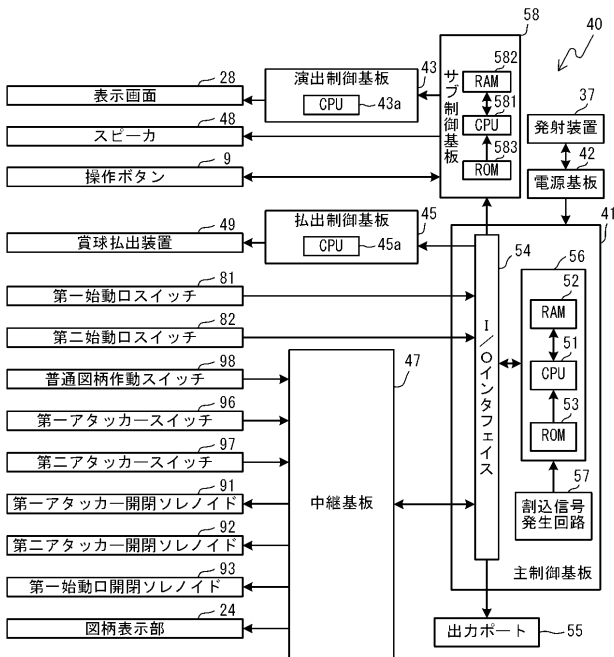 58
40
28
表示画面
43
演出制御基板
CPU
43a
サブ制御基板
582
RAM
581
CPU
583
ROM
37
発射装置
48
スピーカ
42
電源基板
9
操作ボタン
41
49
賞球払出装置
払出制御基板
45
CPU
45a
54
I/Oインタフェイス
56
52
RAM
51
CPU
53
ROM
81
第一始動口スイッチ
82
第二始動口スイッチ
98
普通図柄作動スイッチ
47
中継基板
96
第一アタッカースイッチ
97
第二アタッカースイッチ
91
第一アタッカー開閉ソレノイド
57
割込信号
発生回路
92
第二アタッカー開閉ソレノイド
主制御基板
93
第一始動口開閉ソレノイド
24
図柄表示部
出力ポート
55